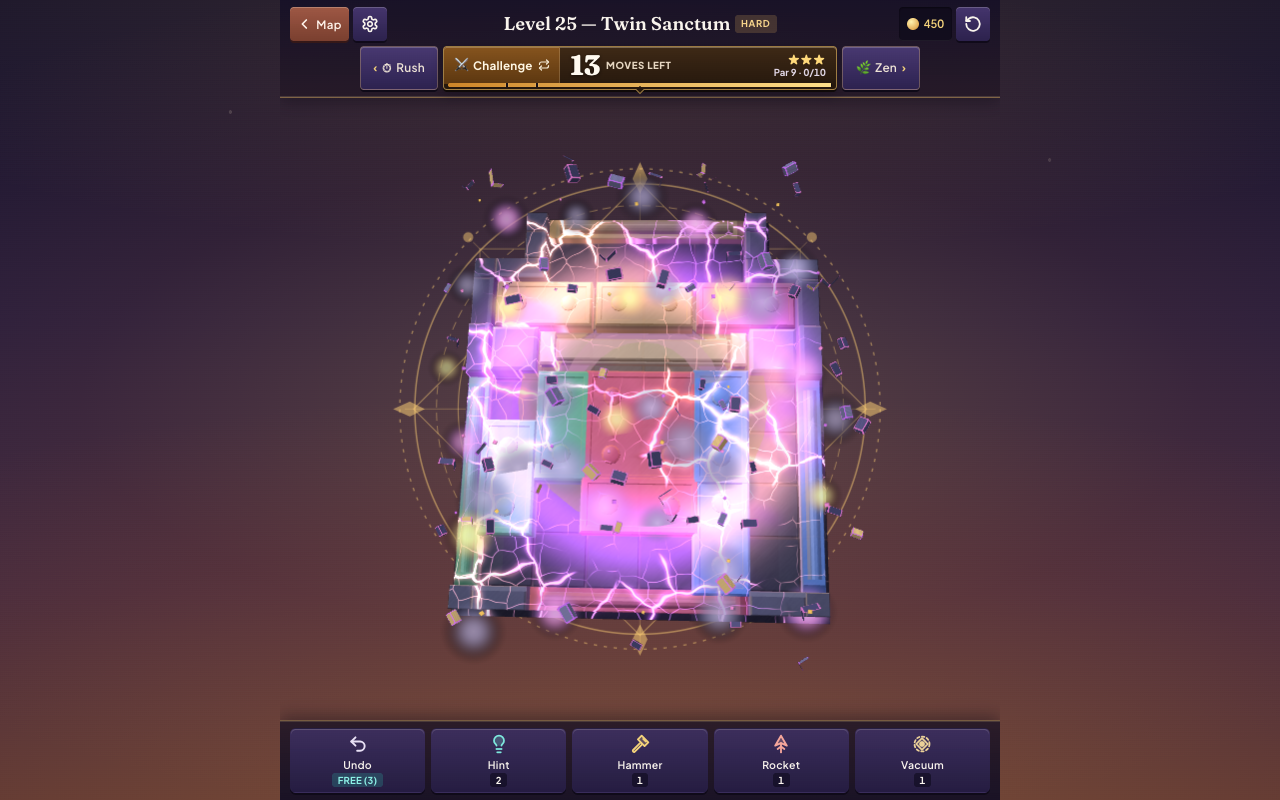 Map
Level 25 — Twin Sanctum HARD
450
‹ Rush
Challenge
13 MOVES LEFT
Par 9 · 0/10
Zen ›
Undo
FREE (3)
Hint
2
Hammer
1
Rocket
1
Vacuum
1